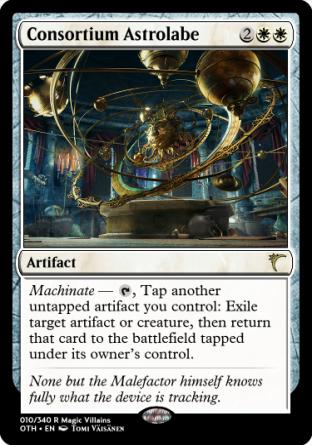 Consortium Astrolabe 2
Artifact
Machinate — , Tap another
untapped artifact you control: Exile
target artifact or creature, then return
that card to the battlefield tapped
under its owner's control.
None but the Malefactor himself knows
fully what the device is tracking.
010/340 R Magic Villains
OTH • EN Tomi Väisänen